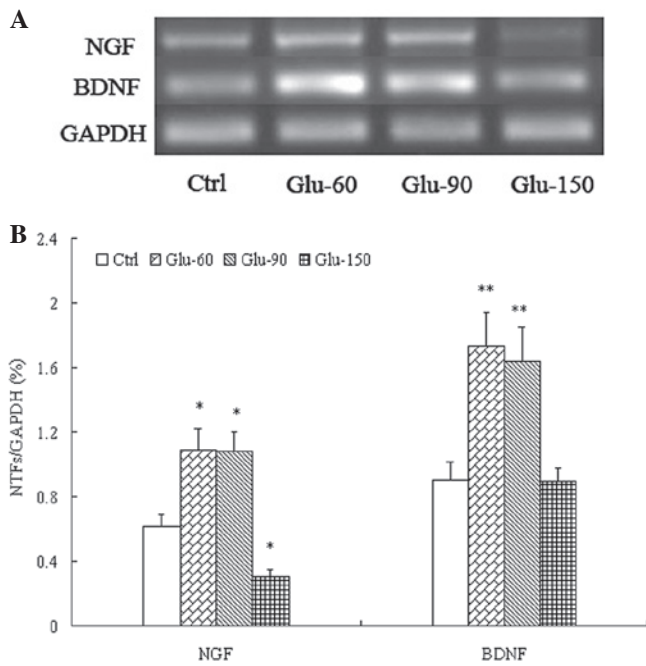 A
NGF
BDNF
GAPDH
Ctrl Glu-60 Glu-90 Glu-150
B
2.4
Ctrl Glu-60 Glu-90 Glu-150
2
1.6
1.2
0.8
0.4
0
** **
* * *
NTFs/GAPDH (%)
NGF BDNF